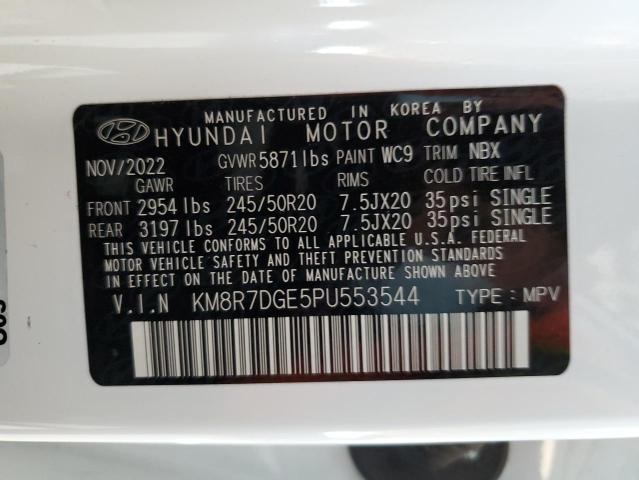 MANUFACTURED IN KOREA BY
HYUNDAI MOTOR COMPANY
NOV/2022 GVWR 5871lbs PAINT WC9 TRIM NBX
GAWR TIRES RIMS COLD TIRE INFL
FRONT 2954 lbs 245/50R20 7.5JX20 35psi SINGLE
REAR 3197 lbs 245/50R20 7.5JX20 35psi SINGLE
THIS VEHICLE CONFORMS TO ALL APPLICABLE U.S.A. FEDERAL
MOTOR VEHICLE SAFETY AND THEFT PREVENTION STANDARDS
IN EFFECT ON THE DATE OF MANUFACTURE SHOWN ABOVE.
V.I.N KM8R7DGE5PU553544 TYPE: MPV